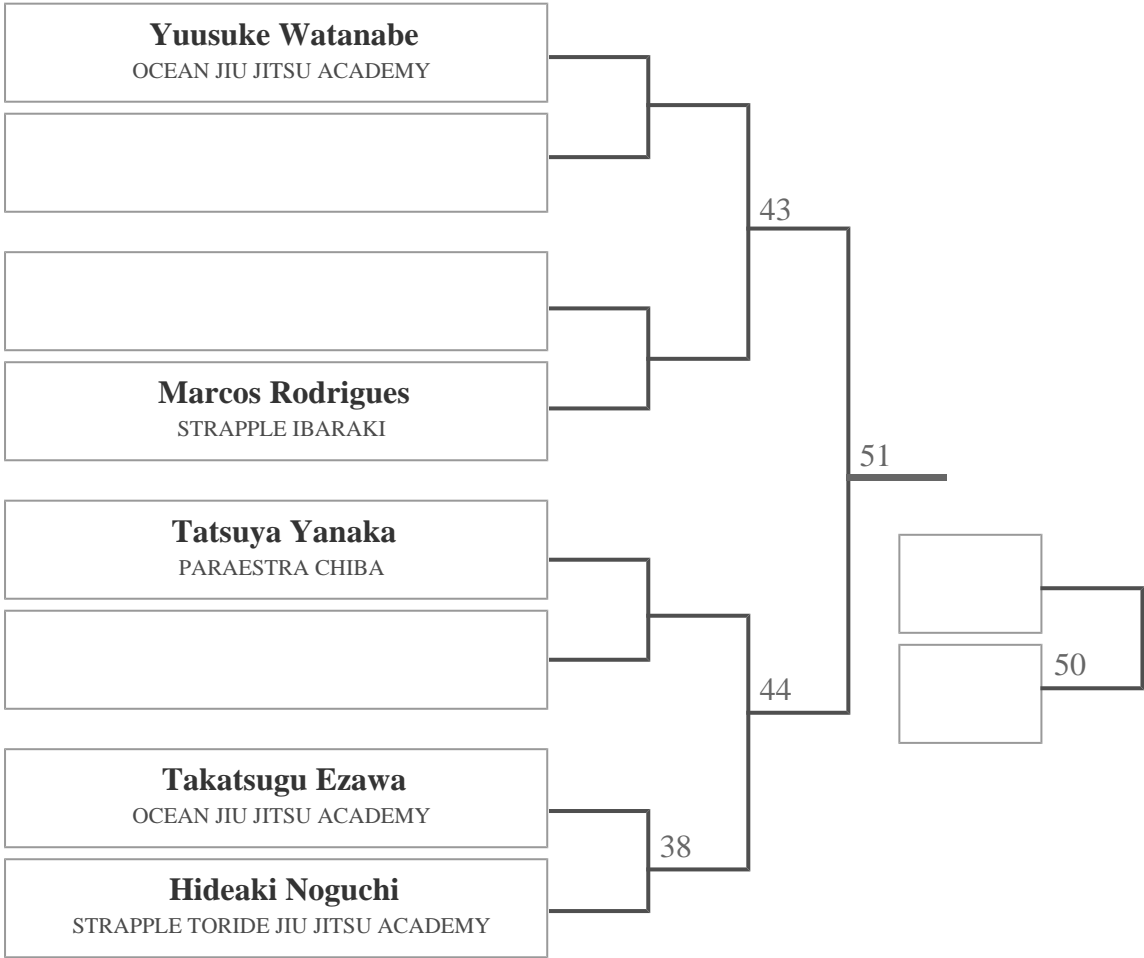 Yuusuke Watanabe
OCEAN JIU JITSU ACADEMY
43
Marcos Rodrigues
STRAPPLE IBARAKI
51
Tatsuya Yanaka
PARAESTRA CHIBA
50
44
Takatsugu Ezawa
OCEAN JIU JITSU ACADEMY
38
Hideaki Noguchi
STRAPPLE TORIDE JIU JITSU ACADEMY